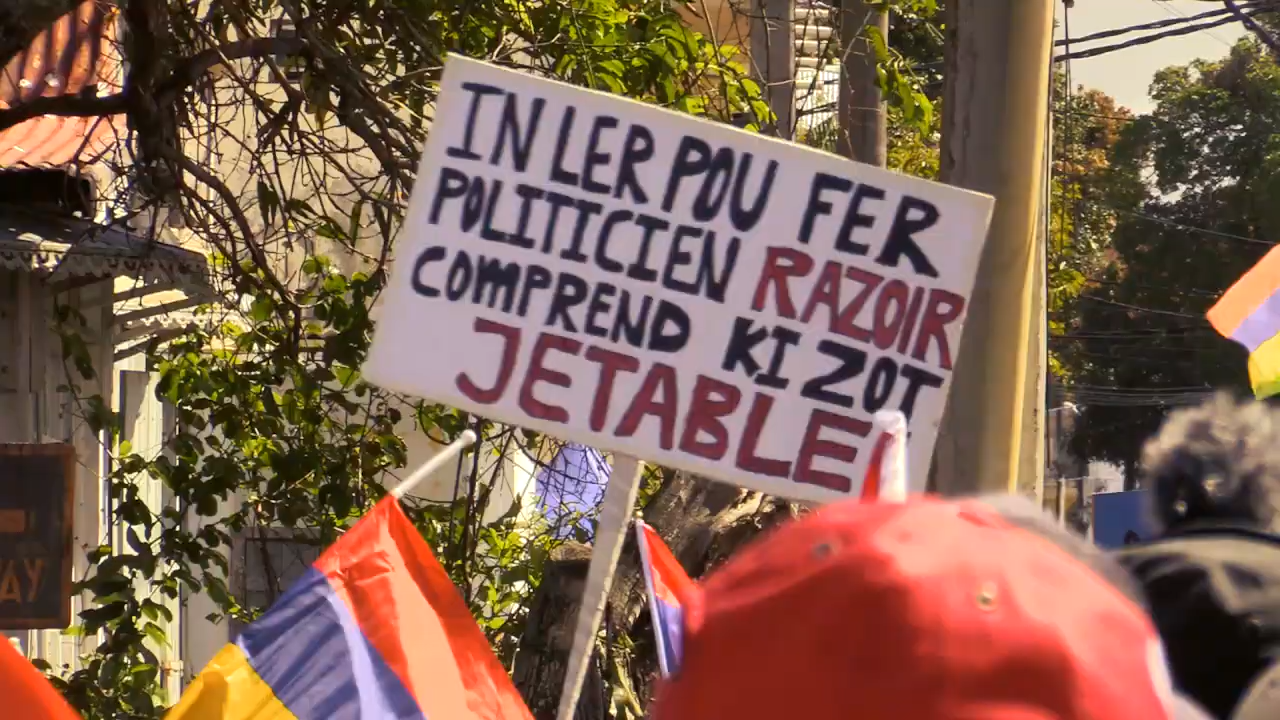 IN LER POU FER
POLITICIEN RAZOIR
COMPREND KI ZOT
JETABLE